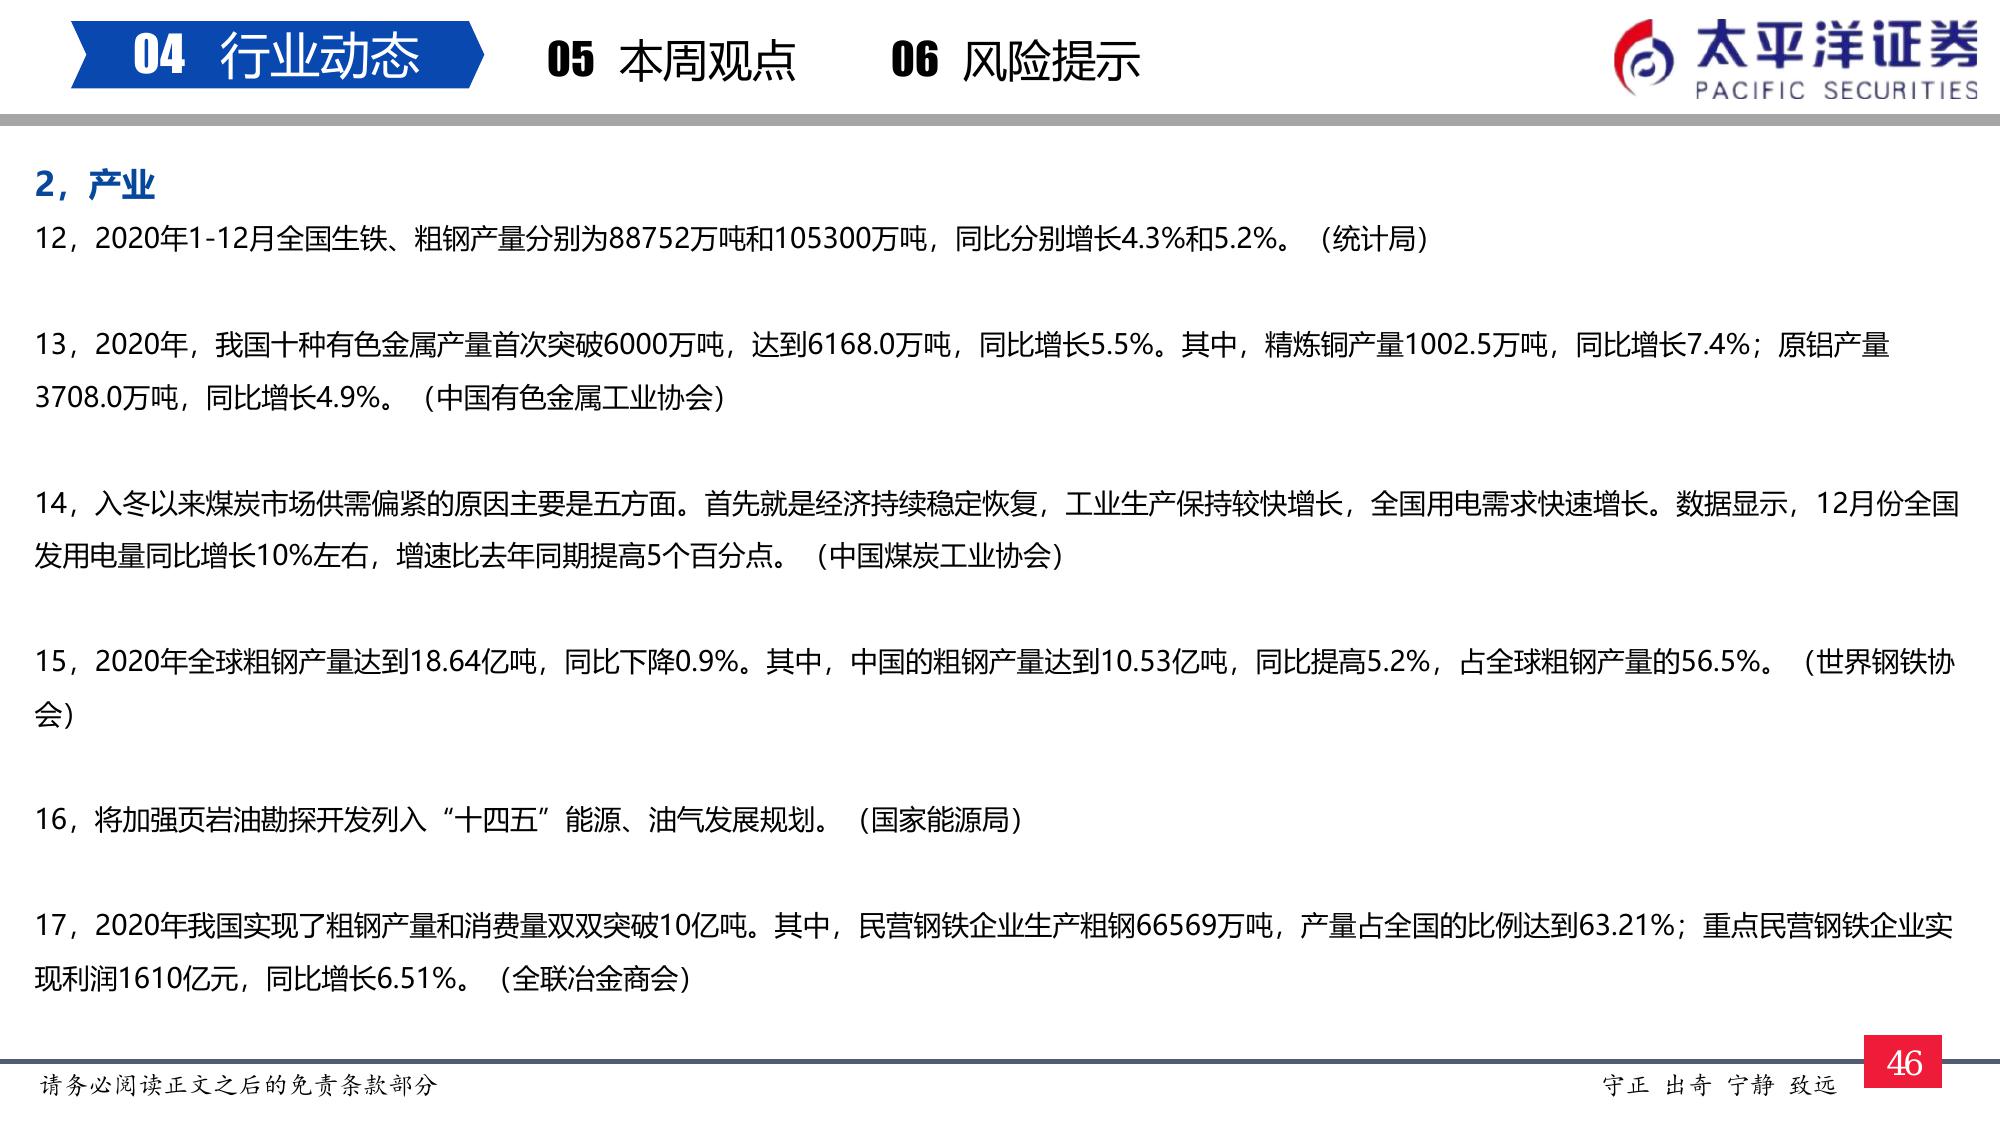 04 行业动态 05 本周观点 06 风险提示
太平洋证券
PACIFIC SECURITIES
2，产业
12，2020年1-12月全国生铁、粗钢产量分别为88752万吨和105300万吨，同比分别增长4.3%和5.2%。（统计局）
13，2020年，我国十种有色金属产量首次突破6000万吨，达到6168.0万吨，同比增长5.5%。其中，精炼铜产量1002.5万吨，同比增长7.4%；原铝产量
3708.0万吨，同比增长4.9%。（中国有色金属工业协会）
14，入冬以来煤炭市场供需偏紧的原因主要是五方面。首先就是经济持续稳定恢复，工业生产保持较快增长，全国用电需求快速增长。数据显示，12月份全国
发用电量同比增长10%左右，增速比去年同期提高5个百分点。（中国煤炭工业协会）
15，2020年全球粗钢产量达到18.64亿吨，同比下降0.9%。其中，中国的粗钢产量达到10.53亿吨，同比提高5.2%，占全球粗钢产量的56.5%。（世界钢铁协
会）
16，将加强页岩油勘探开发列入“十四五”能源、油气发展规划。（国家能源局）
17，2020年我国实现了粗钢产量和消费量双双突破10亿吨。其中，民营钢铁企业生产粗钢66569万吨，产量占全国的比例达到63.21%；重点民营钢铁企业实
现利润1610亿元，同比增长6.51%。（全联冶金商会）
请务必阅读正文之后的免责条款部分
守正 出奇 宁静 致远
46